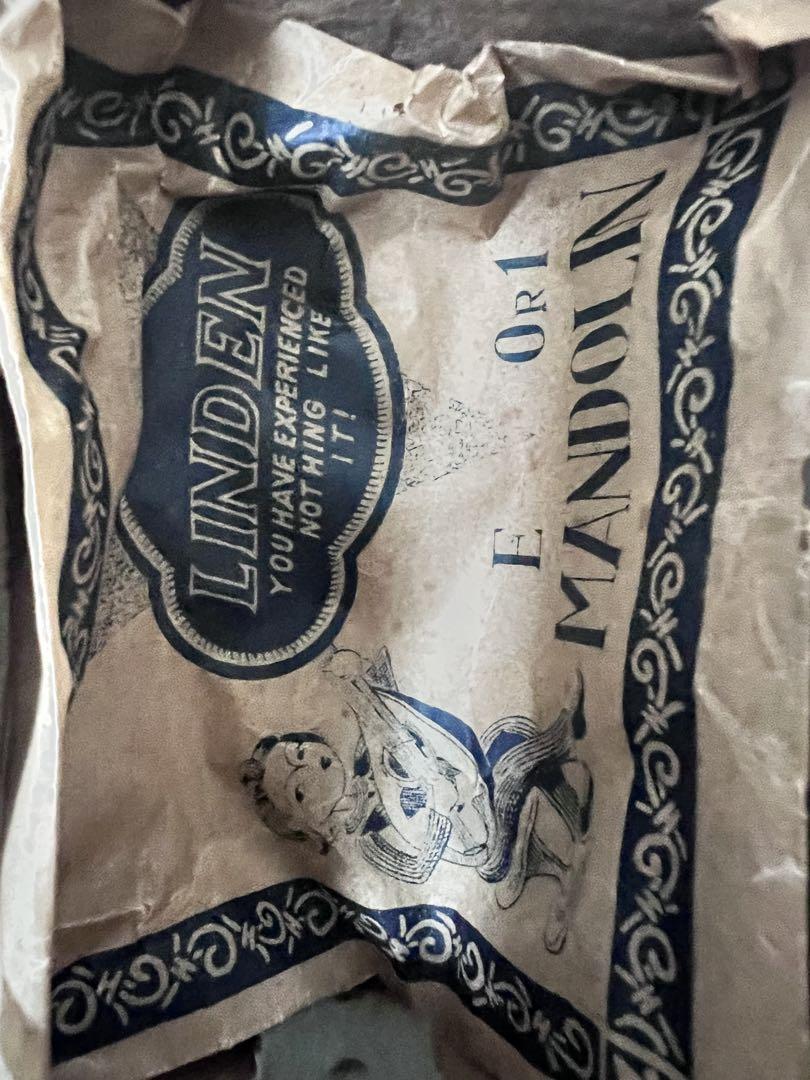 LINDEN
YOU HAVE EXPERIENCED
NOTHING LIKE
IT!
E OR 1
MANDOLIN